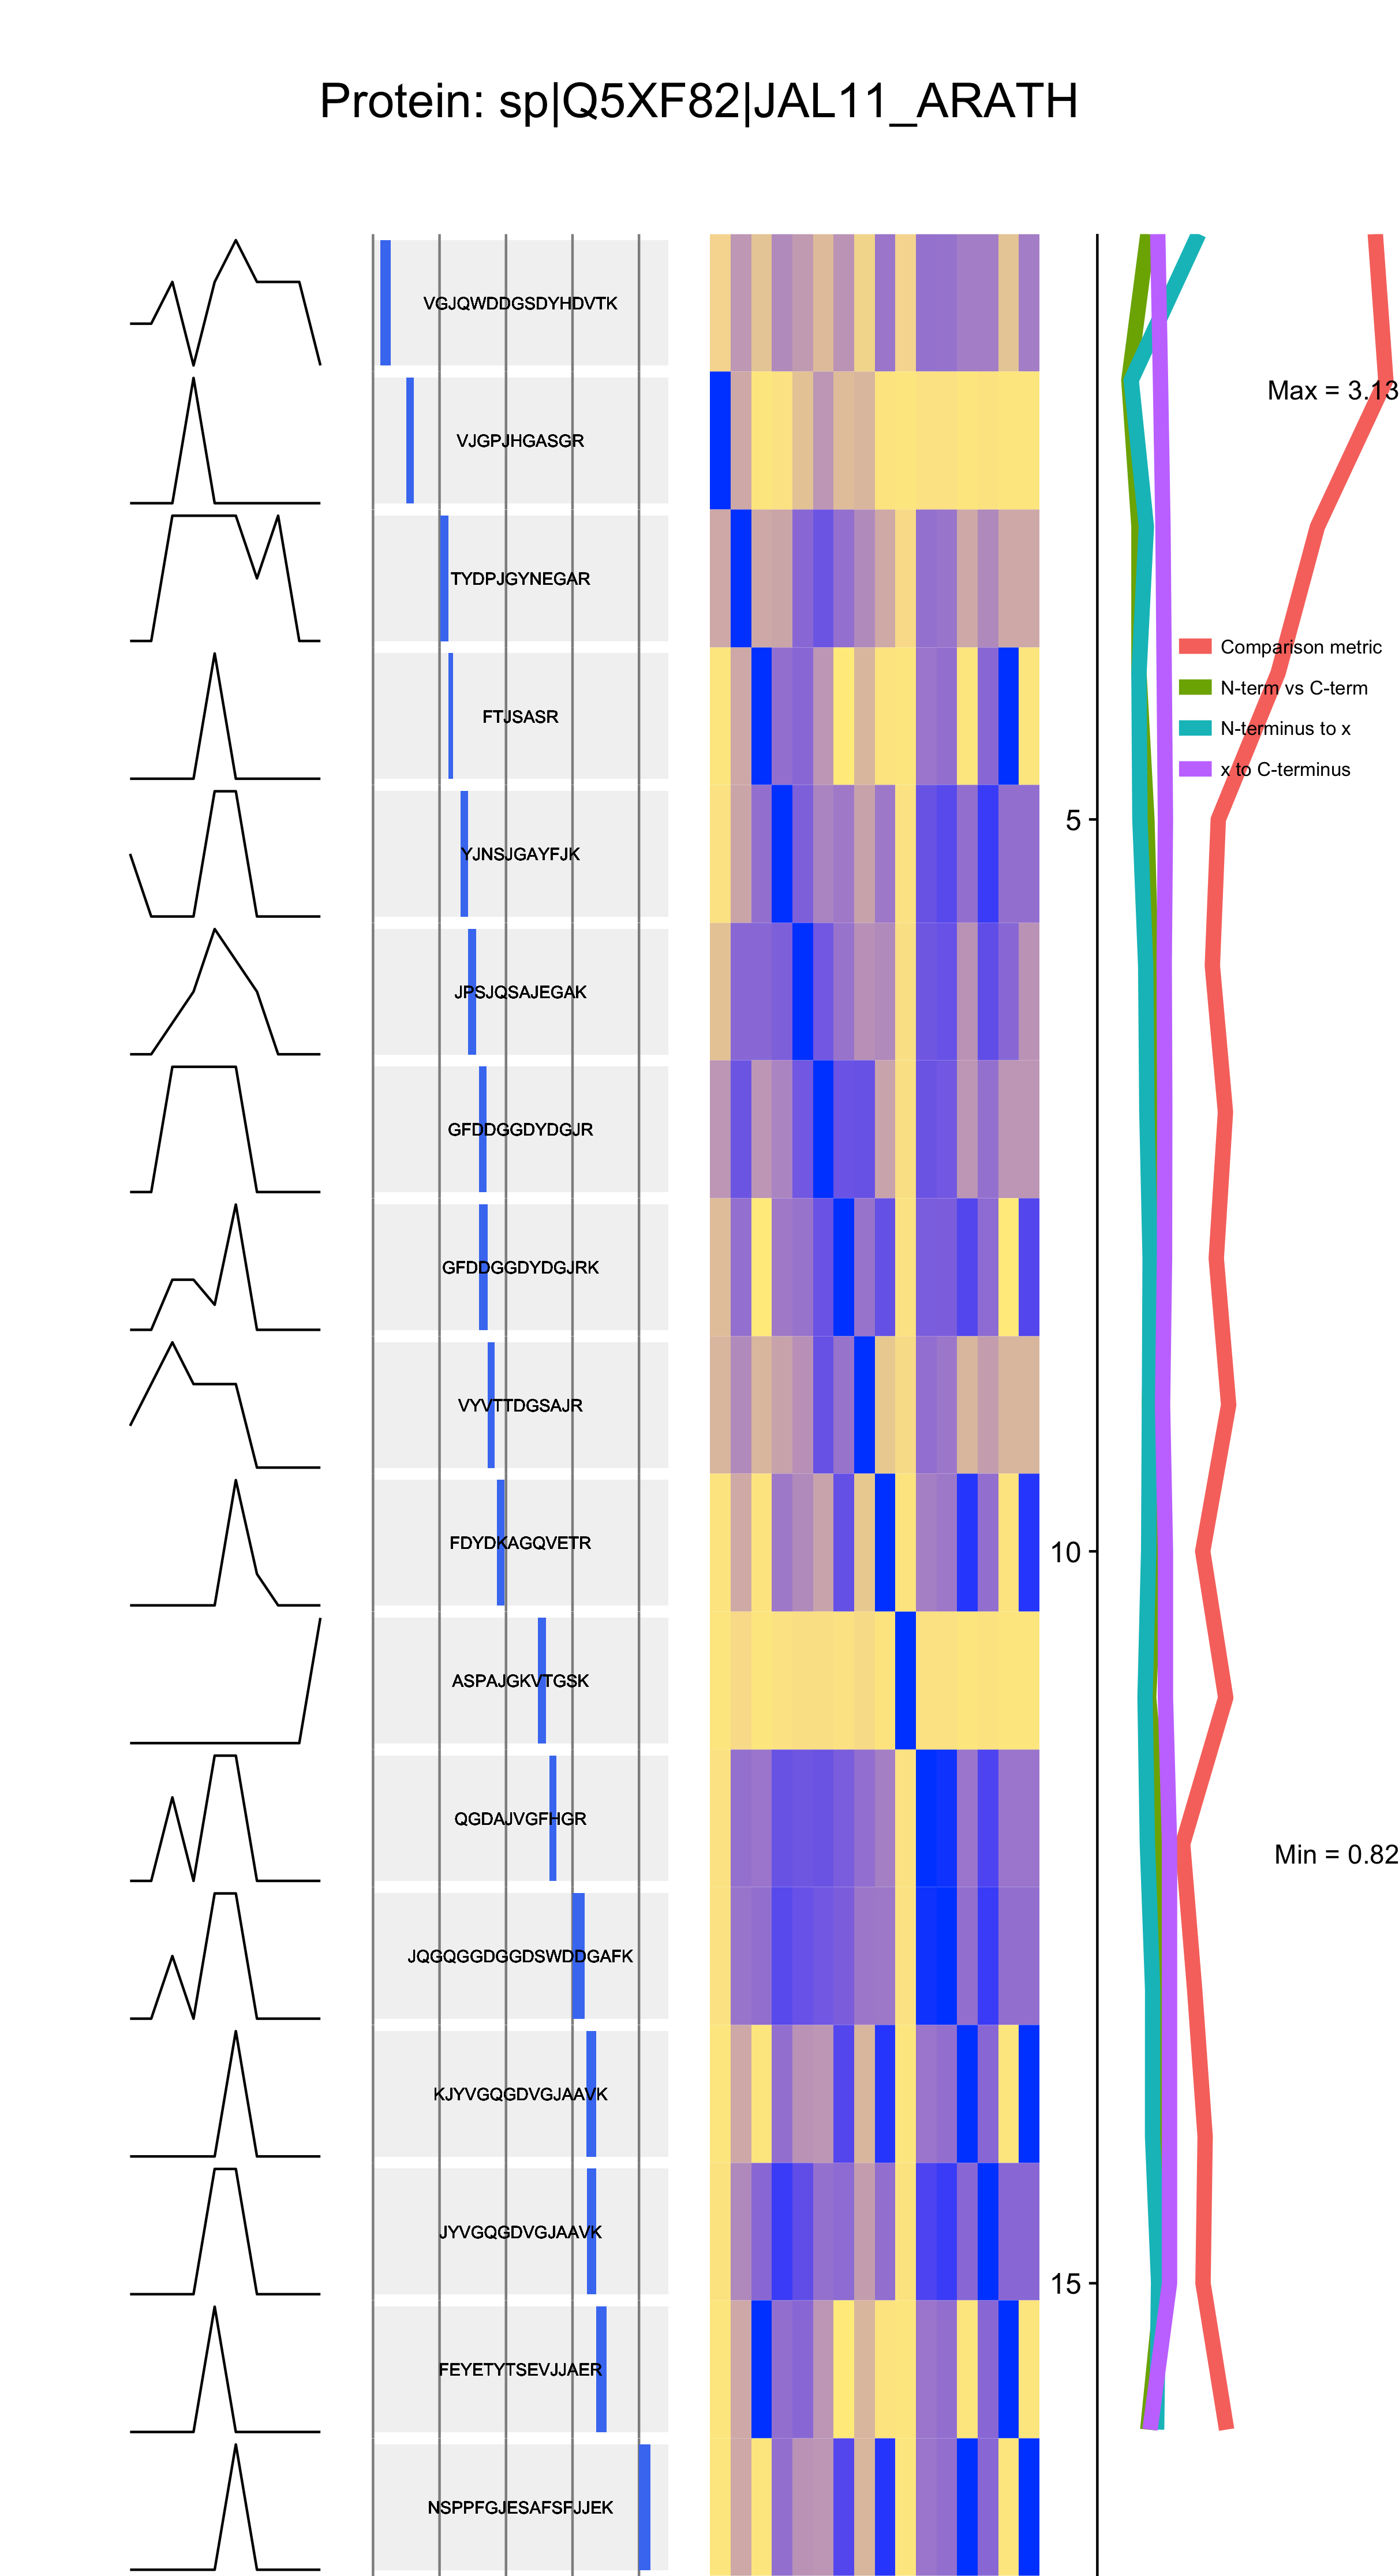 Protein: sp|Q5XF82|JAL11_ARATH
VGJQWDDGSDYHDVTK
VJGPJHGASGR
Max = 3.13
TYDPJGYNEGAR
Comparison metric
N-term vs C-term
N-terminus to x
x to C-terminus
FTJSASR
5
YJNSJGAYFJK
JPSJQSAJEGAK
GFDDGGDYDGJR
GFDDGGDYDGJRK
VYVTTDGSAJR
10
FDYDKAGQVETR
ASPAJGKVTGSK
QGDAJVGFHGR
Min = 0.82
JQGQGGDGGDSWDDGAFK
KJYVGQGDVGJAAVK
JYVGQGDVGJAAVK
15
FEYETYTSEVJJAER
NSPPFGJESAFSFJJEK